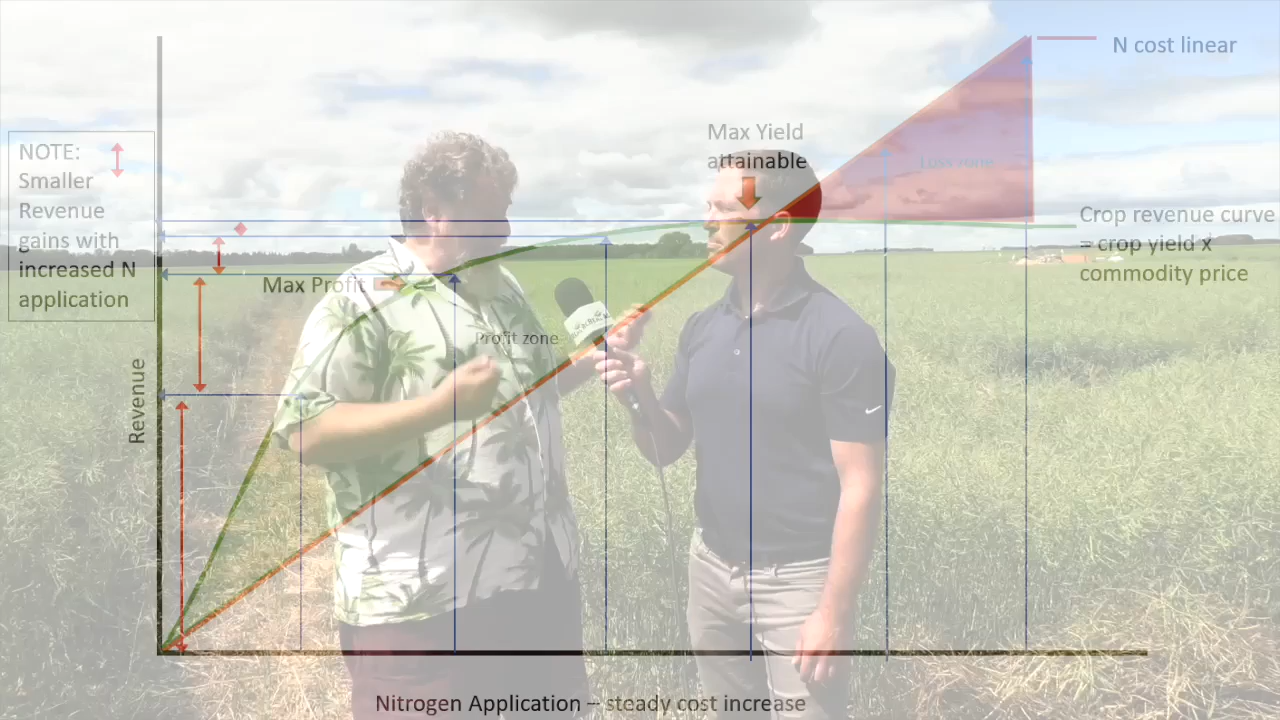 N cost linear
Max Yield
attainable
NOTE:
Smaller
Revenue
gains with
increased N
application
Loss zone
Crop revenue curve
= crop yield x
commodity price
Max Profit
Profit zone
Revenue
Nitrogen Application – steady cost increase